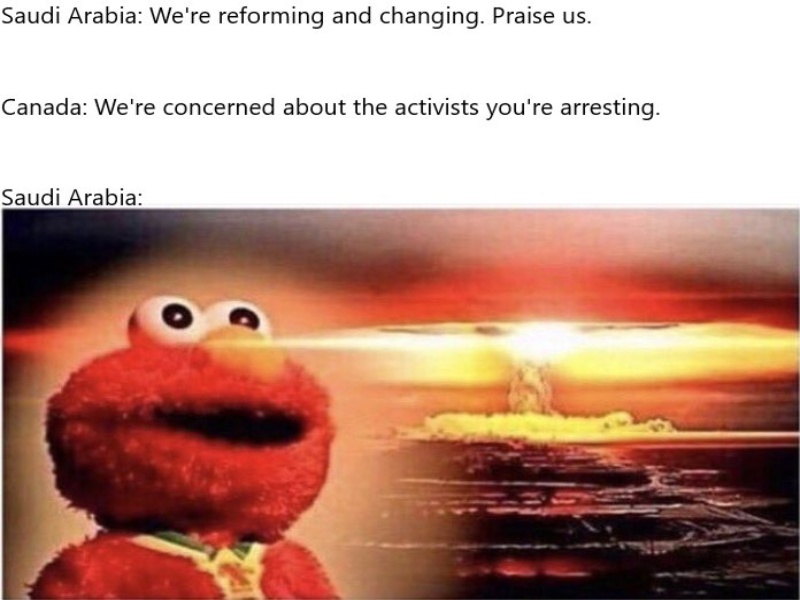 Saudi Arabia: We're reforming and changing. Praise us.
Canada: We're concerned about the activists you're arresting.
Saudi Arabia: